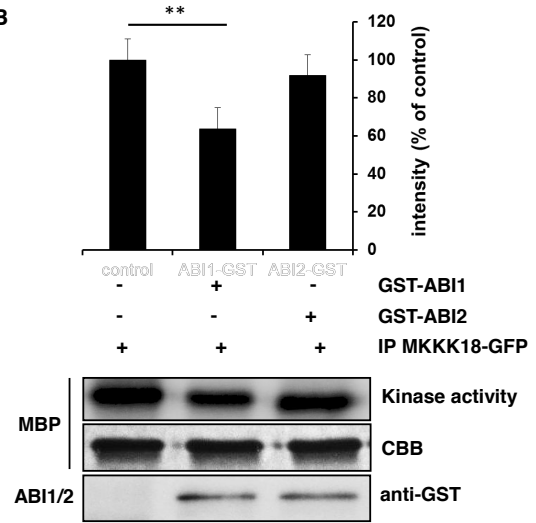 B
**
120
100
80
60
40
20
0
intensity (% of control)
control ABI1-GST ABI2-GST
- + - GST-ABI1
- - + GST-ABI2
+ + + IP MKKK18-GFP
MBP
Kinase activity
CBB
ABI1/2 anti-GST